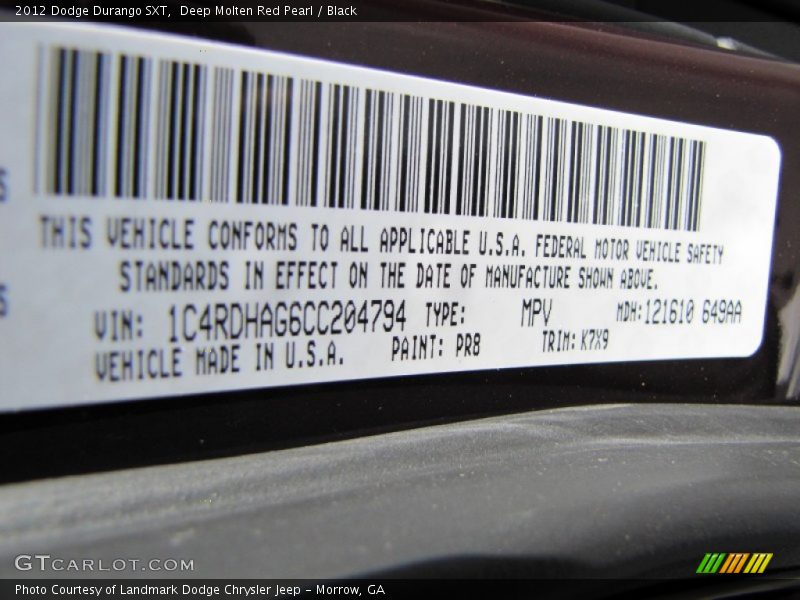 2012 Dodge Durango SXT,  Deep Molten Red Pearl / Black
S
THIS VEHICLE CONFORMS TO ALL APPLICABLE U.S.A. FEDERAL MOTOR VEHICLE SAFETY
STANDARDS IN EFFECT ON THE DATE OF MANUFACTURE SHOWN ABOVE.
S
VIN: 1C4RDHAG6CC204794 TYPE: MPV MDH:121610 649AA
VEHICLE MADE IN U.S.A. PAINT: PR8 TRIM:K7X9
GTCARLOT.COM
Photo Courtesy of Landmark Dodge Chrysler Jeep – Morrow, GA